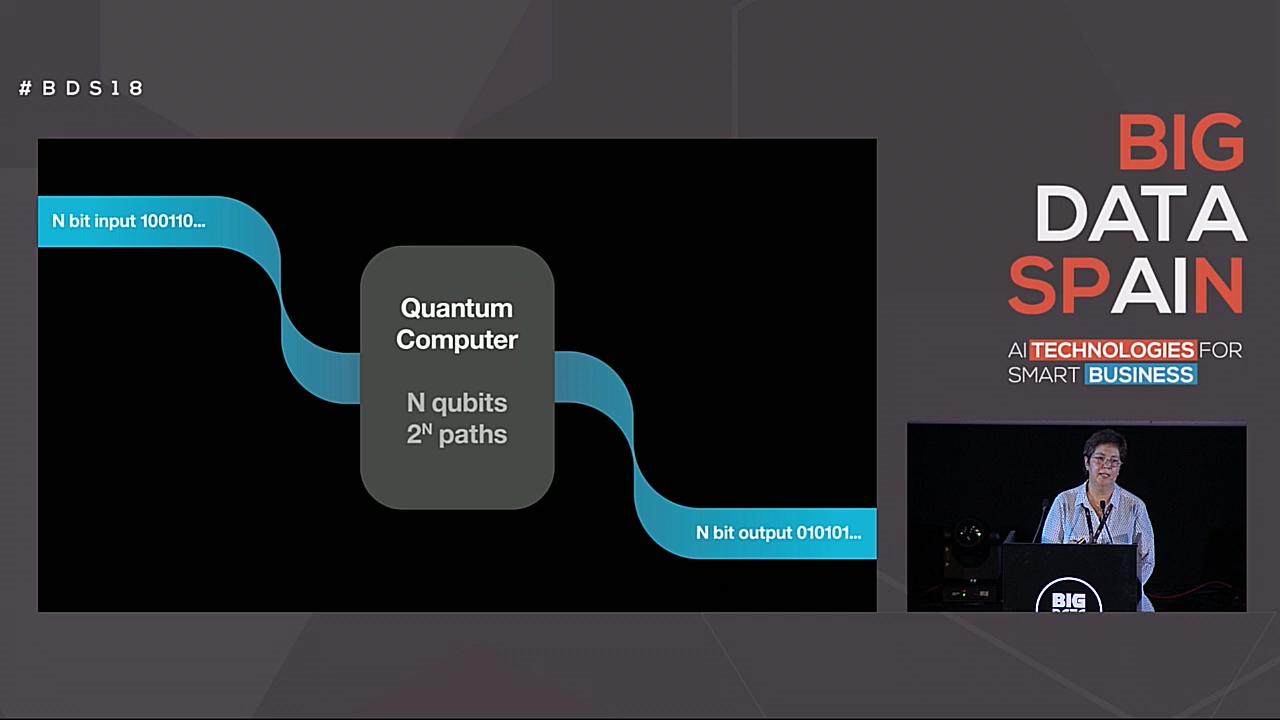 #BDS18
N bit input 100110...
Quantum
Computer
N qubits
2ᴺ paths
N bit output 010101...
BIG
DATA
SPAIN
AI TECHNOLOGIES FOR
SMART BUSINESS
BIG